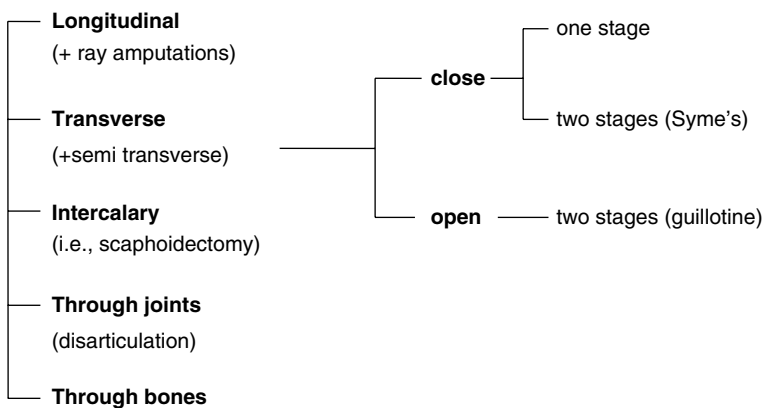 Longitudinal
(+ ray amputations)
Transverse
(+semi transverse)
Intercalary
(i.e., scaphoidectomy)
Through joints
(disarticulation)
Through bones
close
open
one stage
two stages (Syme's)
two stages (guillotine)